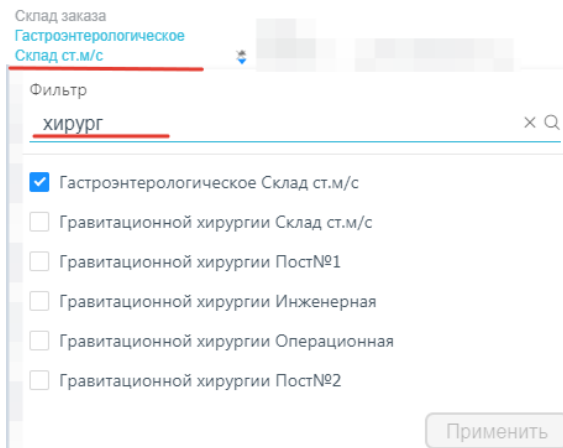 Склад заказа
Гастроэнтерологическое
Склад ст.м/с
Фильтр
хирург
Гастроэнтерологическое Склад ст.м/с
Гравитационной хирургии Склад ст.м/с
Гравитационной хирургии Пост№1
Гравитационной хирургии Инженерная
Гравитационной хирургии Операционная
Гравитационной хирургии Пост№2
Применить